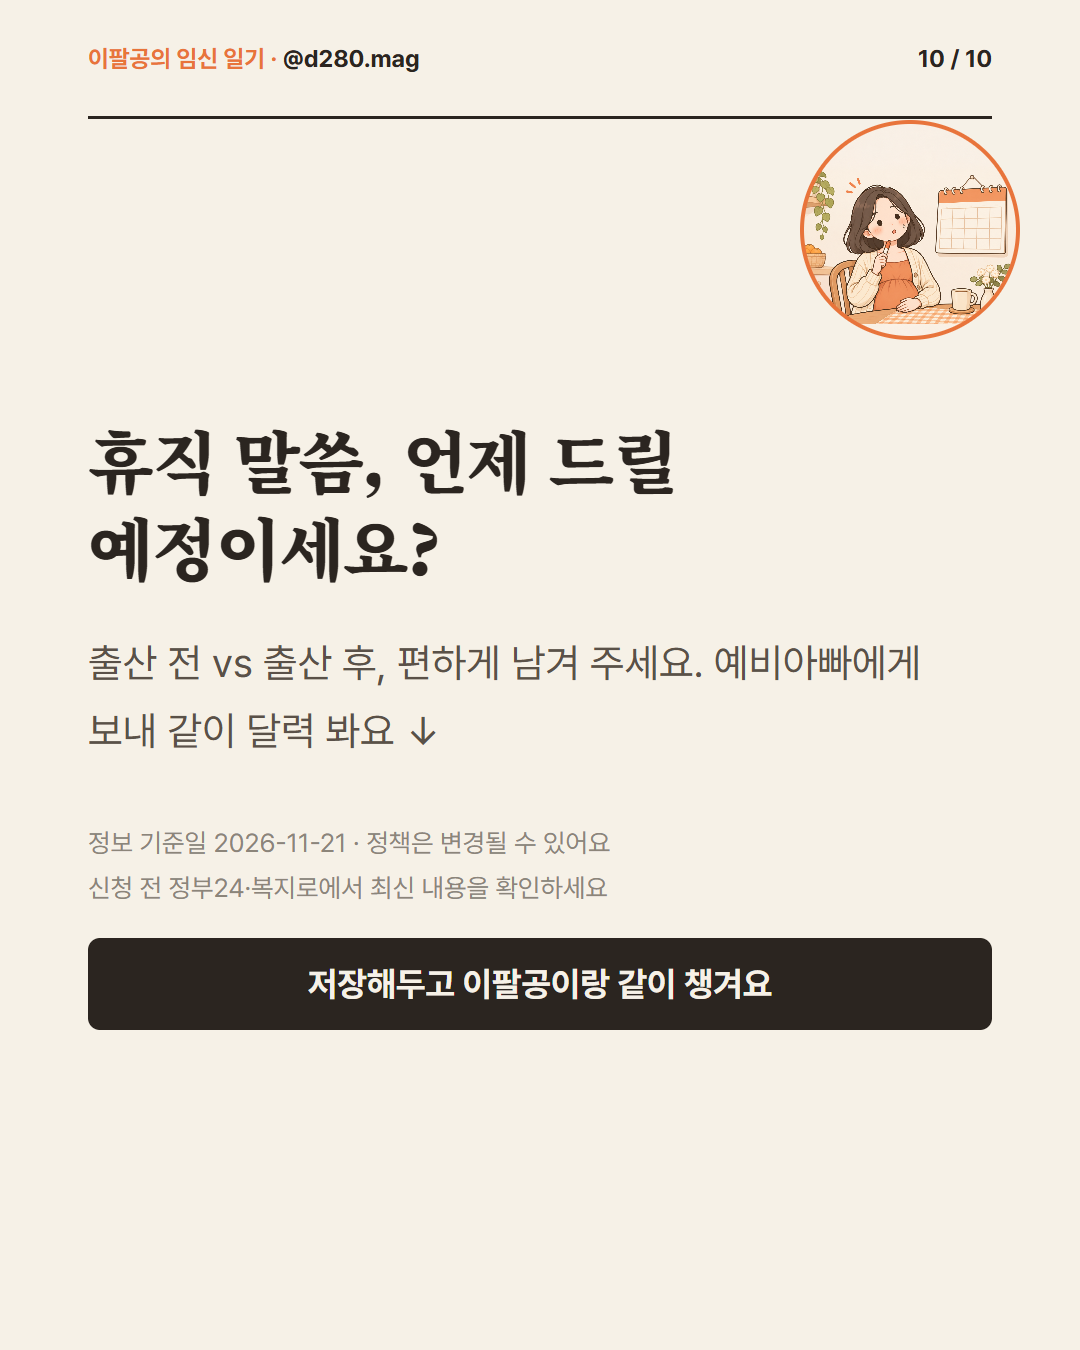 이팔공의 임신 일기 · @d280.mag
10 / 10
휴직 말씀, 언제 드릴
예정이세요?
출산 전 vs 출산 후, 편하게 남겨 주세요. 예비아빠에게
보내 같이 달력 봐요 ↓
정보 기준일 2026-11-21 · 정책은 변경될 수 있어요
신청 전 정부24·복지로에서 최신 내용을 확인하세요
저장해두고 이팔공이랑 같이 챙겨요